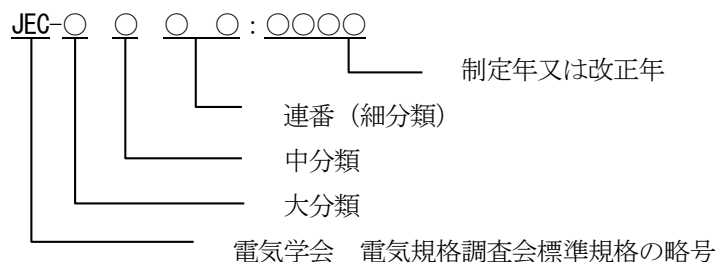 JEC-○ ○ ○ ○:○○○○
制定年又は改正年
連番（細分類）
中分類
大分類
電気学会　電気規格調査会標準規格の略号